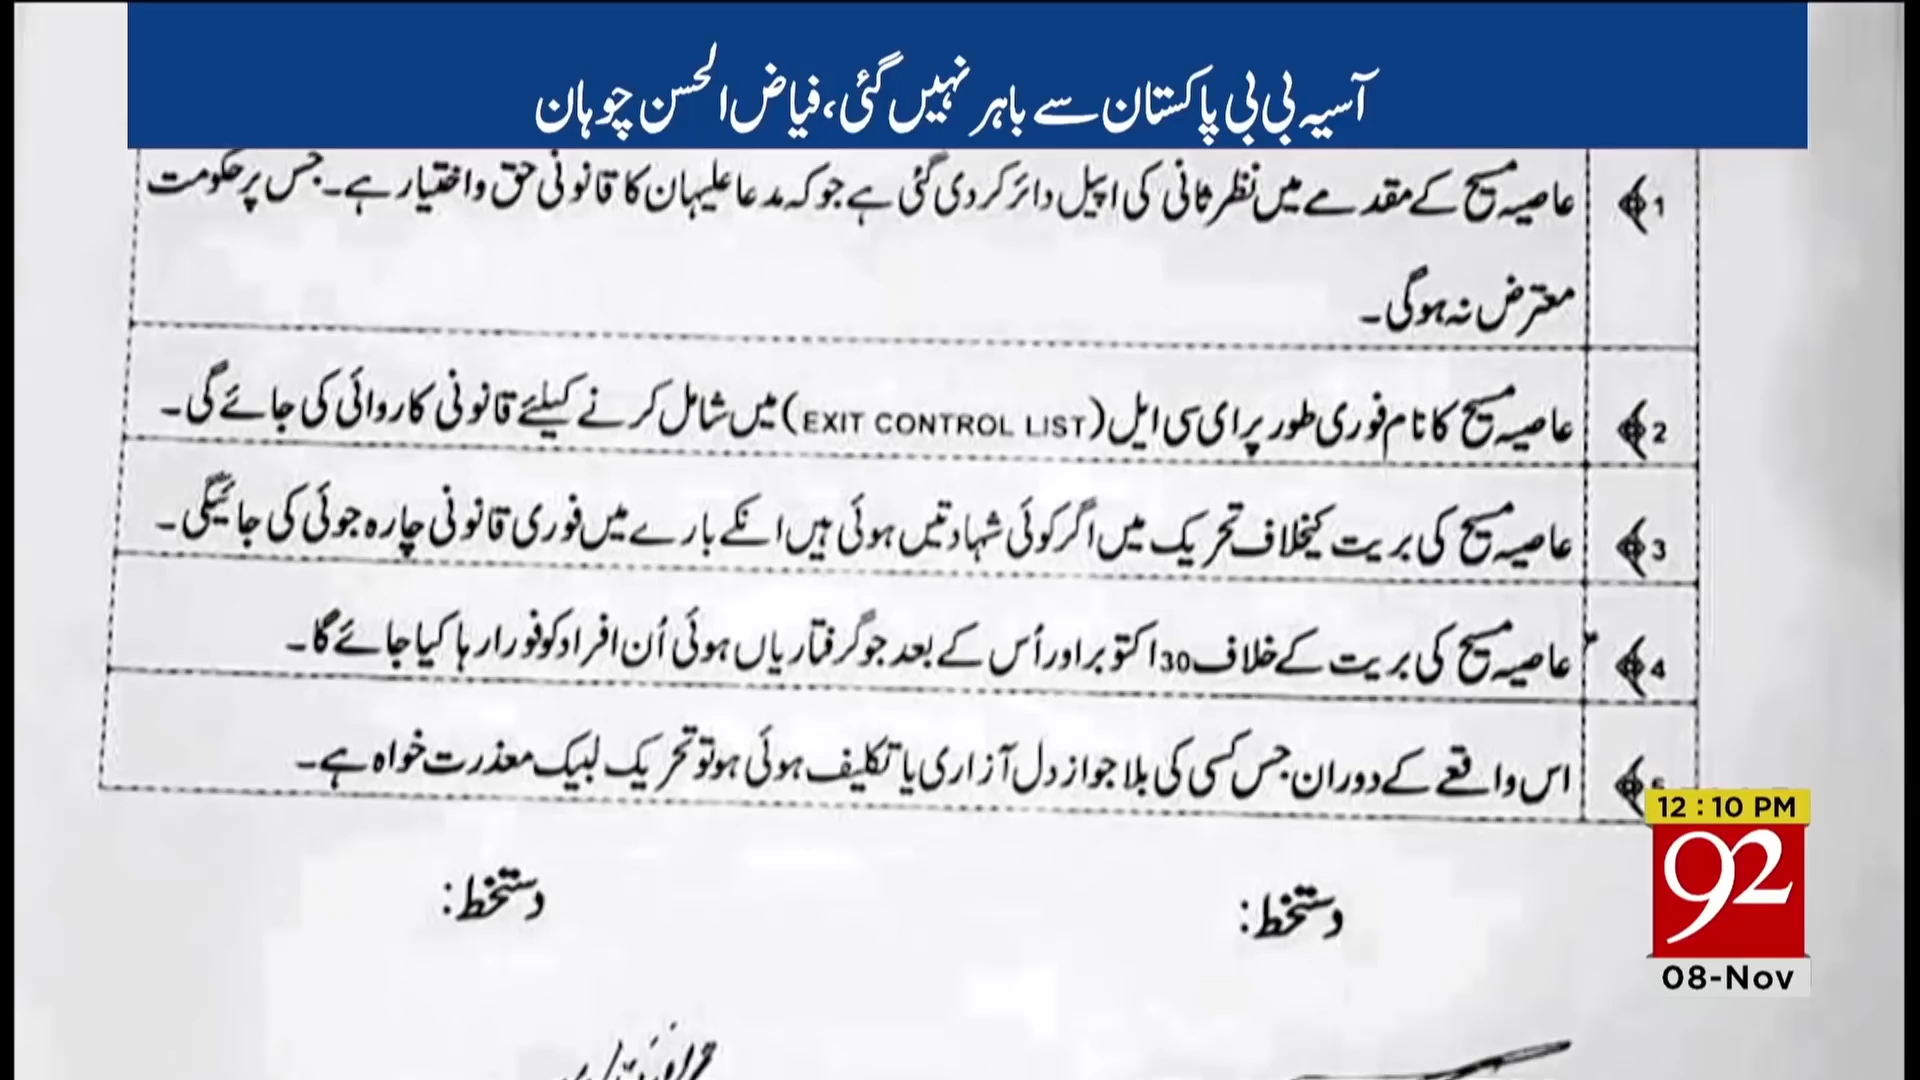 آسیہ بی بی پاکستان سے باہر نہیں گئی، فیاض الحسن چوہان
1 عاصیہ مسیح کے مقدمے میں نظر ثانی کی اپیل دائر کر دی گئی ہے جو کہ مدعا علیہان کا قانونی حق و اختیار ہے۔ جس پر حکومت
معترض نہ ہوگی۔
2 عاصیہ مسیح کا نام فوری طور پر ای سی ایل (EXIT CONTROL LIST) میں شامل کرنے کیلئے قانونی کاروائی کی جائے گی۔
3 عاصیہ مسیح کی بریت کیخلاف تحریک میں اگر کوئی شہادتیں ہوئی ہیں انکے بارے میں فوری قانونی چارہ جوئی کی جائیگی۔
4 عاصیہ مسیح کی بریت کے خلاف 30 اکتوبر اور اُس کے بعد جو گرفتاریاں ہوئی اُن افراد کو فورا رہا کیا جائے گا۔
5 اس واقعے کے دوران جس کسی کی بلا جواز دل آزاری یا تکلیف ہوئی ہو تو تحریک لبیک معذرت خواہ ہے۔
12:10 PM
92
08-Nov
دستخط:
دستخط: